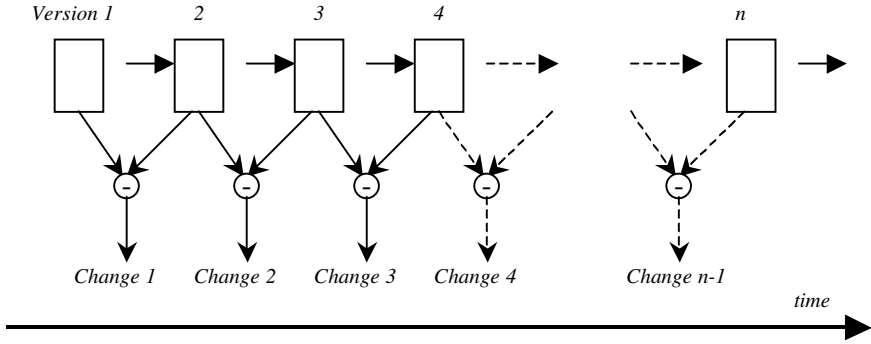 Version 1 2 3 4 n
- - - - -
Change 1 Change 2 Change 3 Change 4 Change n-1
time